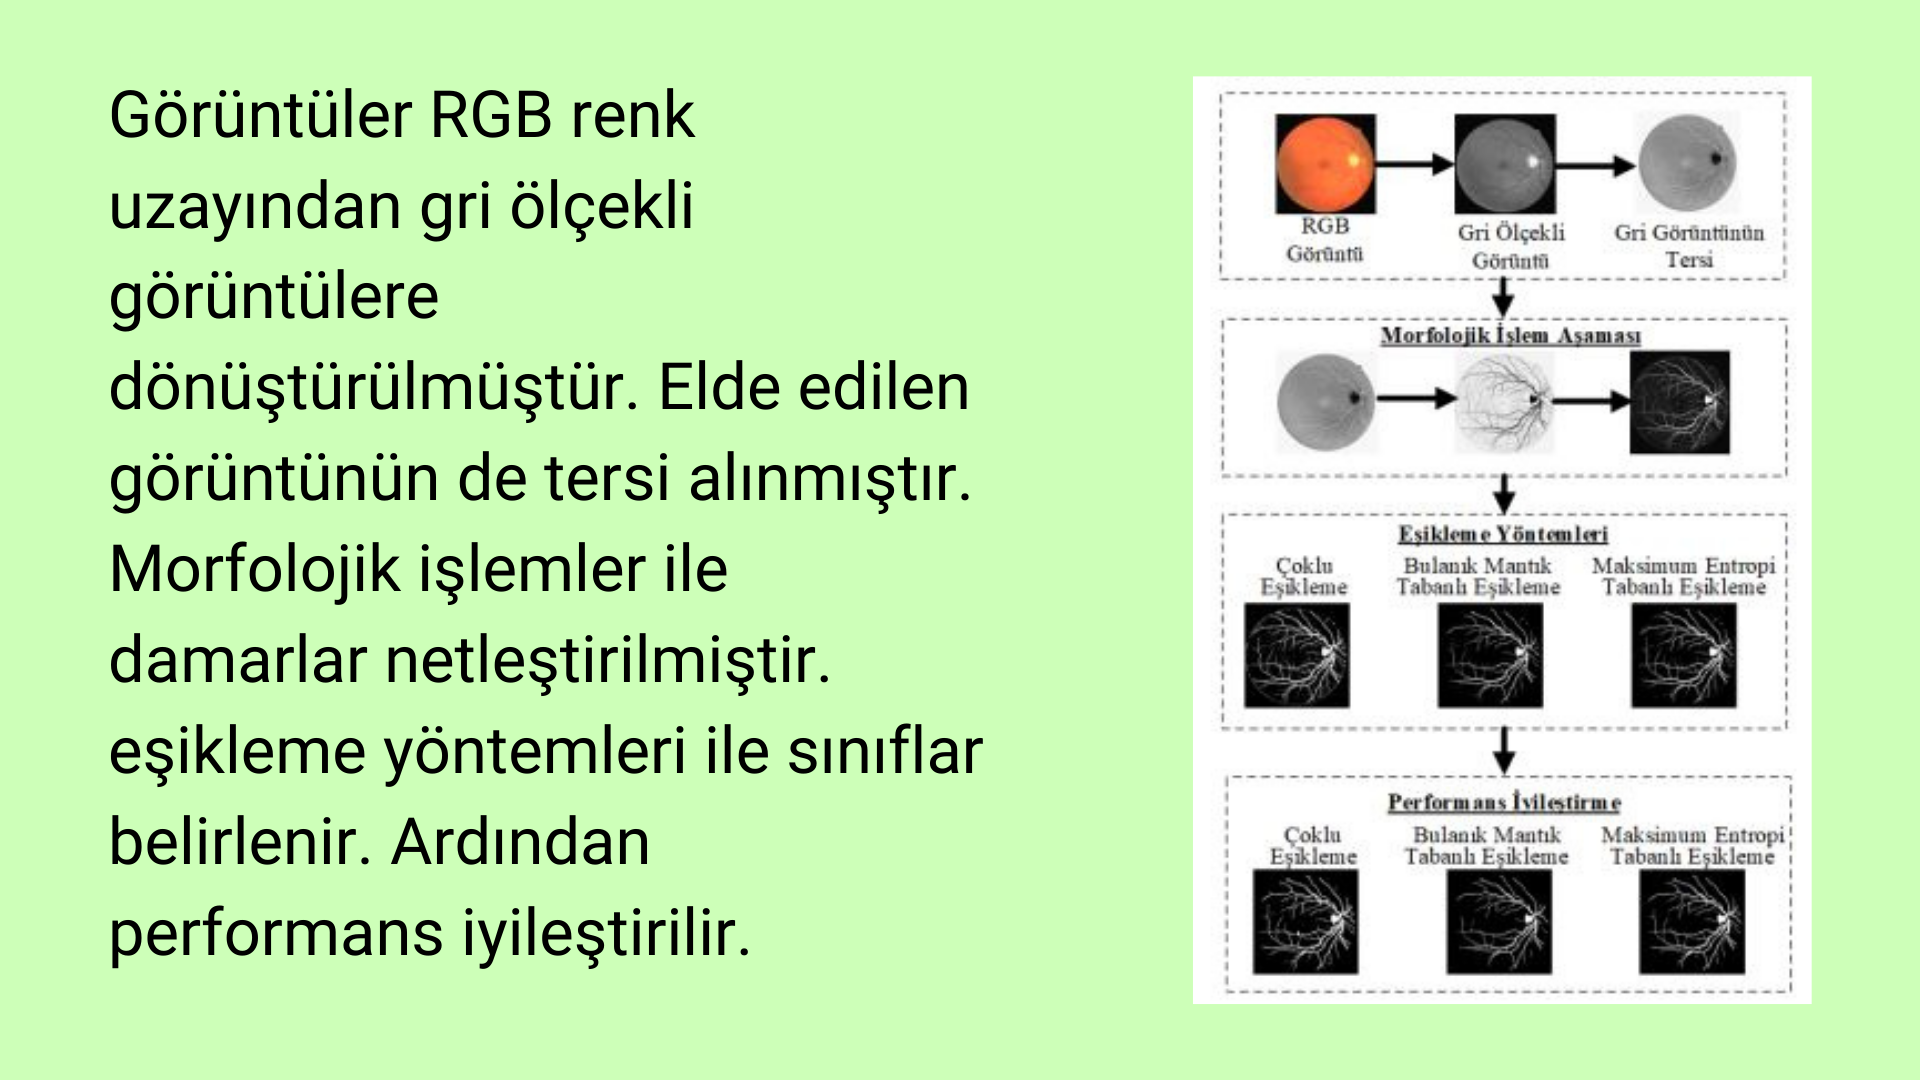 Görüntüler RGB renk
uzayından gri ölçekli
görüntülere
dönüştürülmüştür. Elde edilen
görüntünün de tersi alınmıştır.
Morfolojik işlemler ile
damarlar netleştirilmiştir.
eşikleme yöntemleri ile sınıflar
belirlenir. Ardından
performans iyileştirilir.
RGB
Görüntü
Gri Ölçekli
Görüntü
Gri Görüntünün
Tersi
Morfolojik İşlem Aşaması
Eşikleme Yöntemleri
Çoklu
Eşikleme
Bulanık Mantık
Tabanlı Eşikleme
Maksimum Entropi
Tabanlı Eşikleme
Performans İyileştirme
Çoklu
Eşikleme
Bulanık Mantık
Tabanlı Eşikleme
Maksimum Entropi
Tabanlı Eşikleme